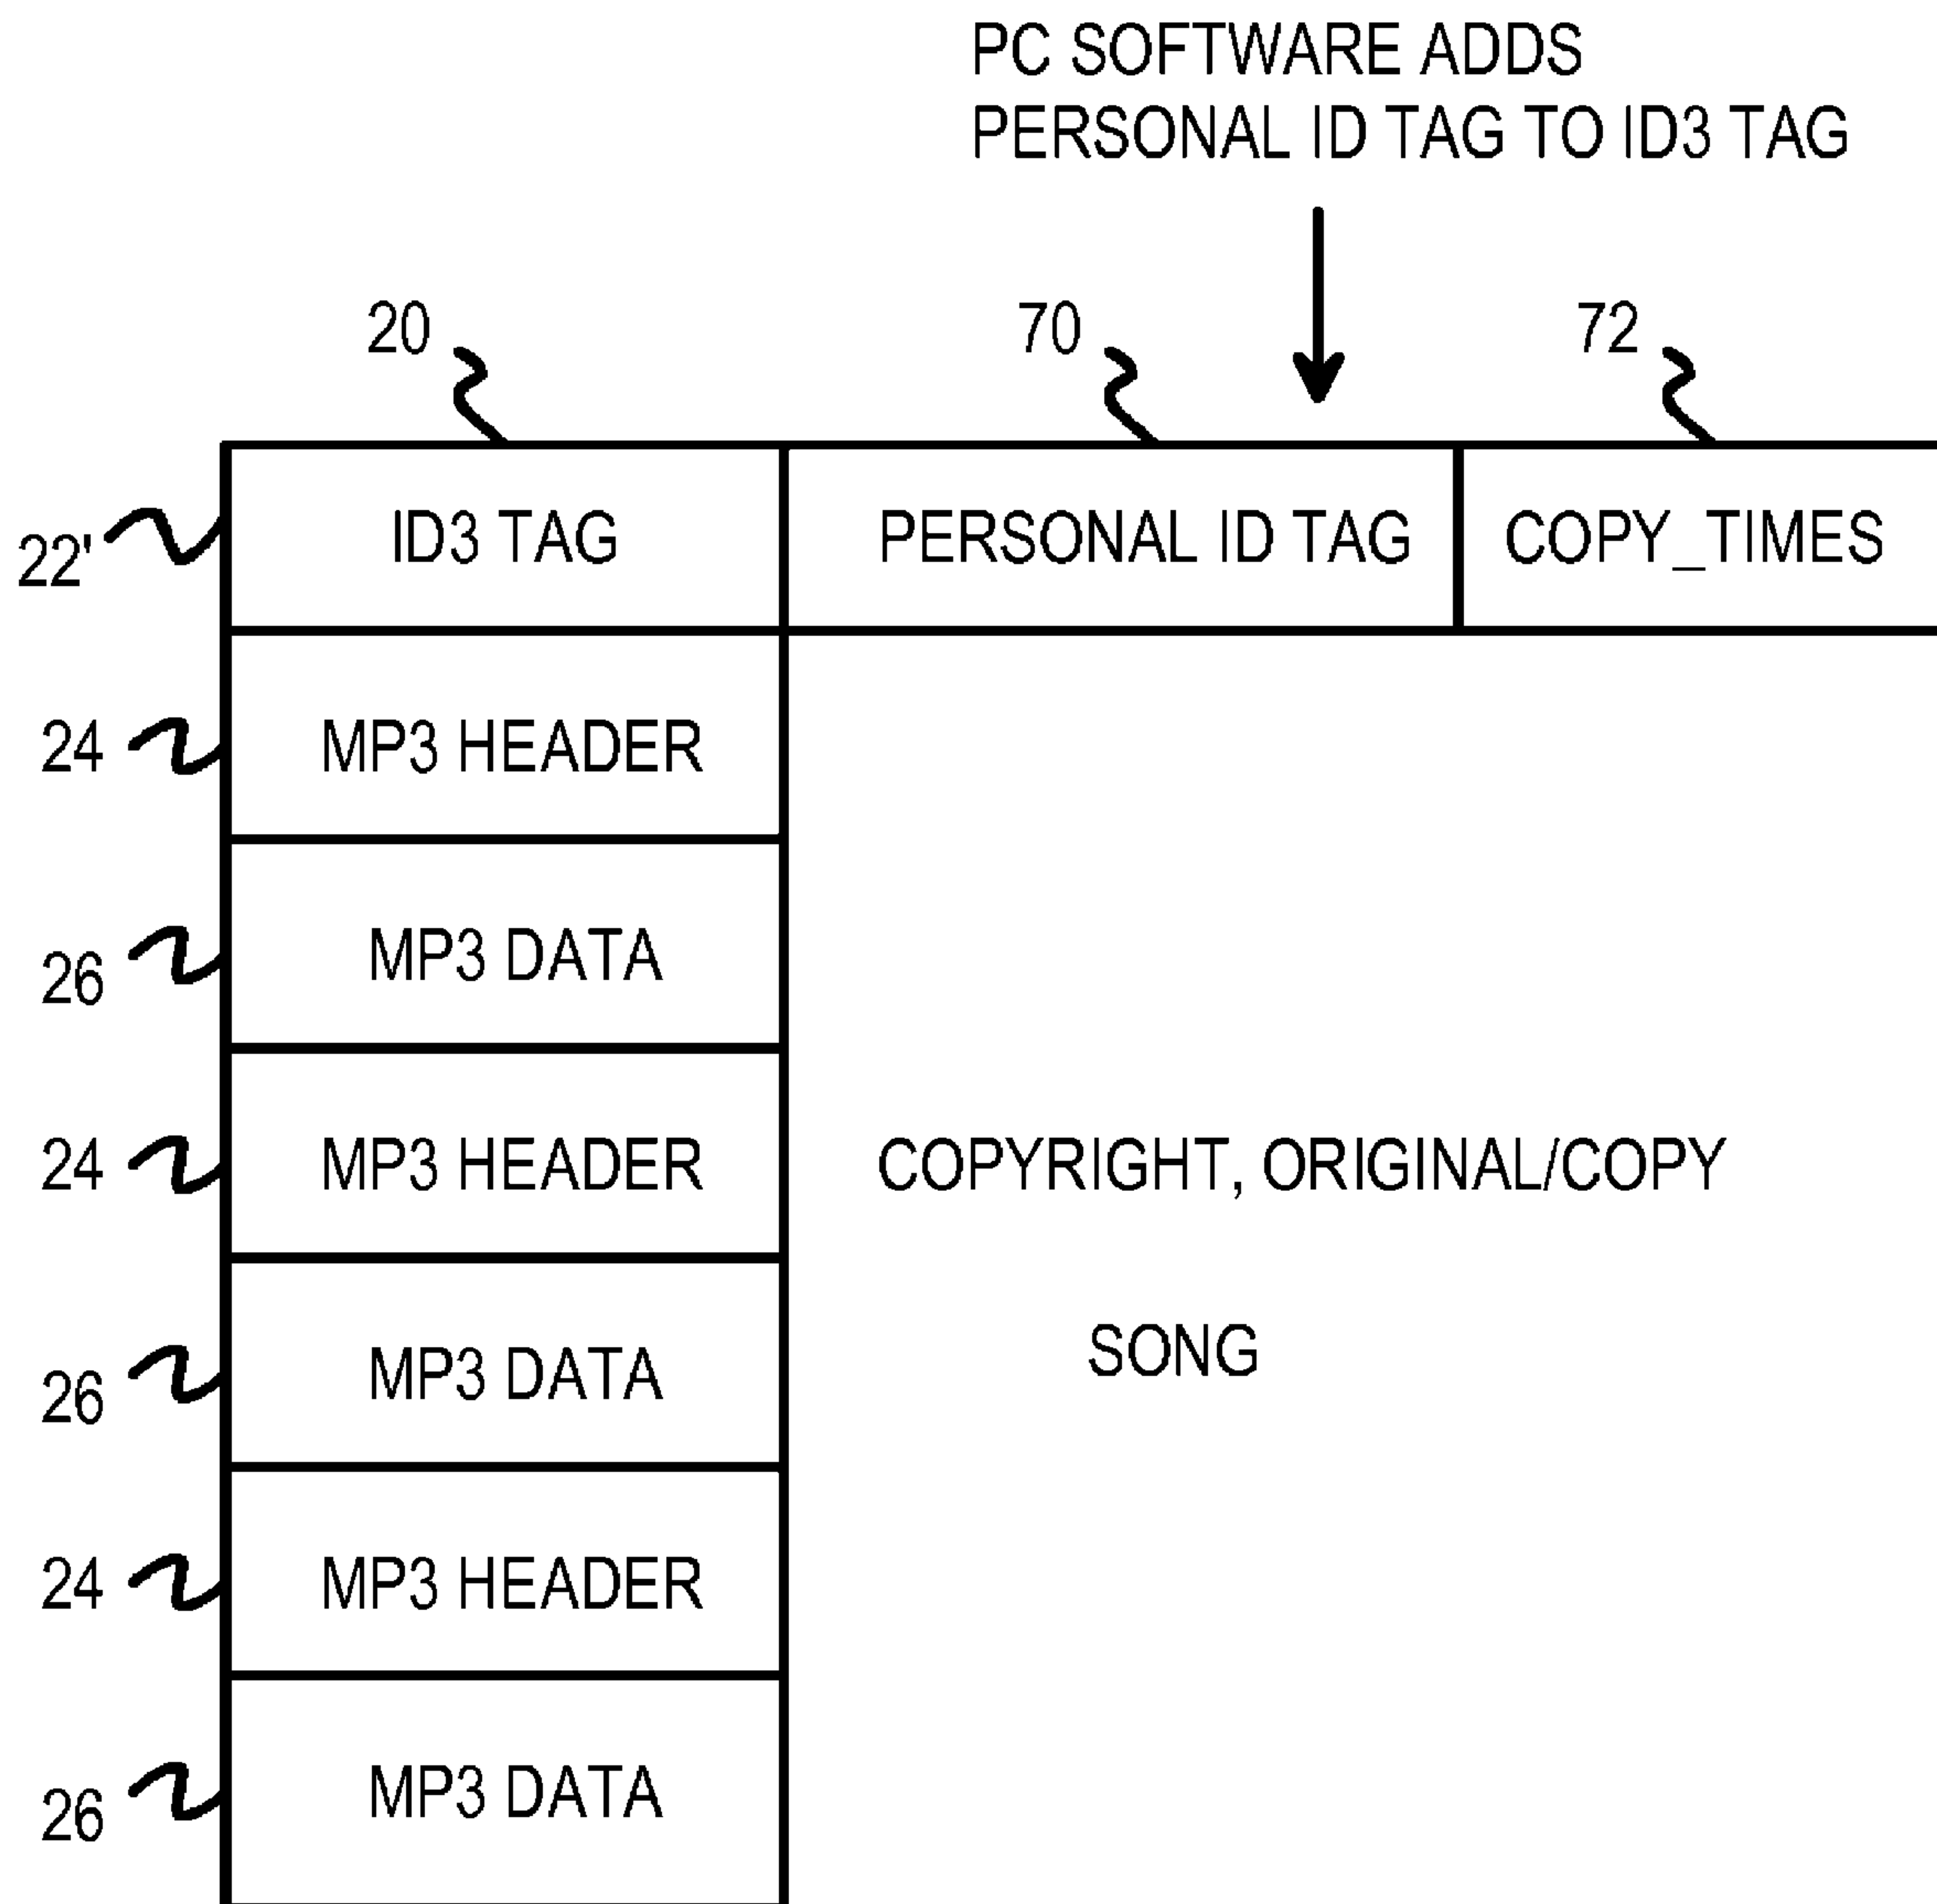 PC SOFTWARE ADDS
PERSONAL ID TAG TO ID3 TAG
20 70 72
22' ID3 TAG PERSONAL ID TAG COPY_TIMES
24 MP3 HEADER
26 MP3 DATA
24 MP3 HEADER COPYRIGHT, ORIGINAL/COPY
26 MP3 DATA SONG
24 MP3 HEADER
26 MP3 DATA